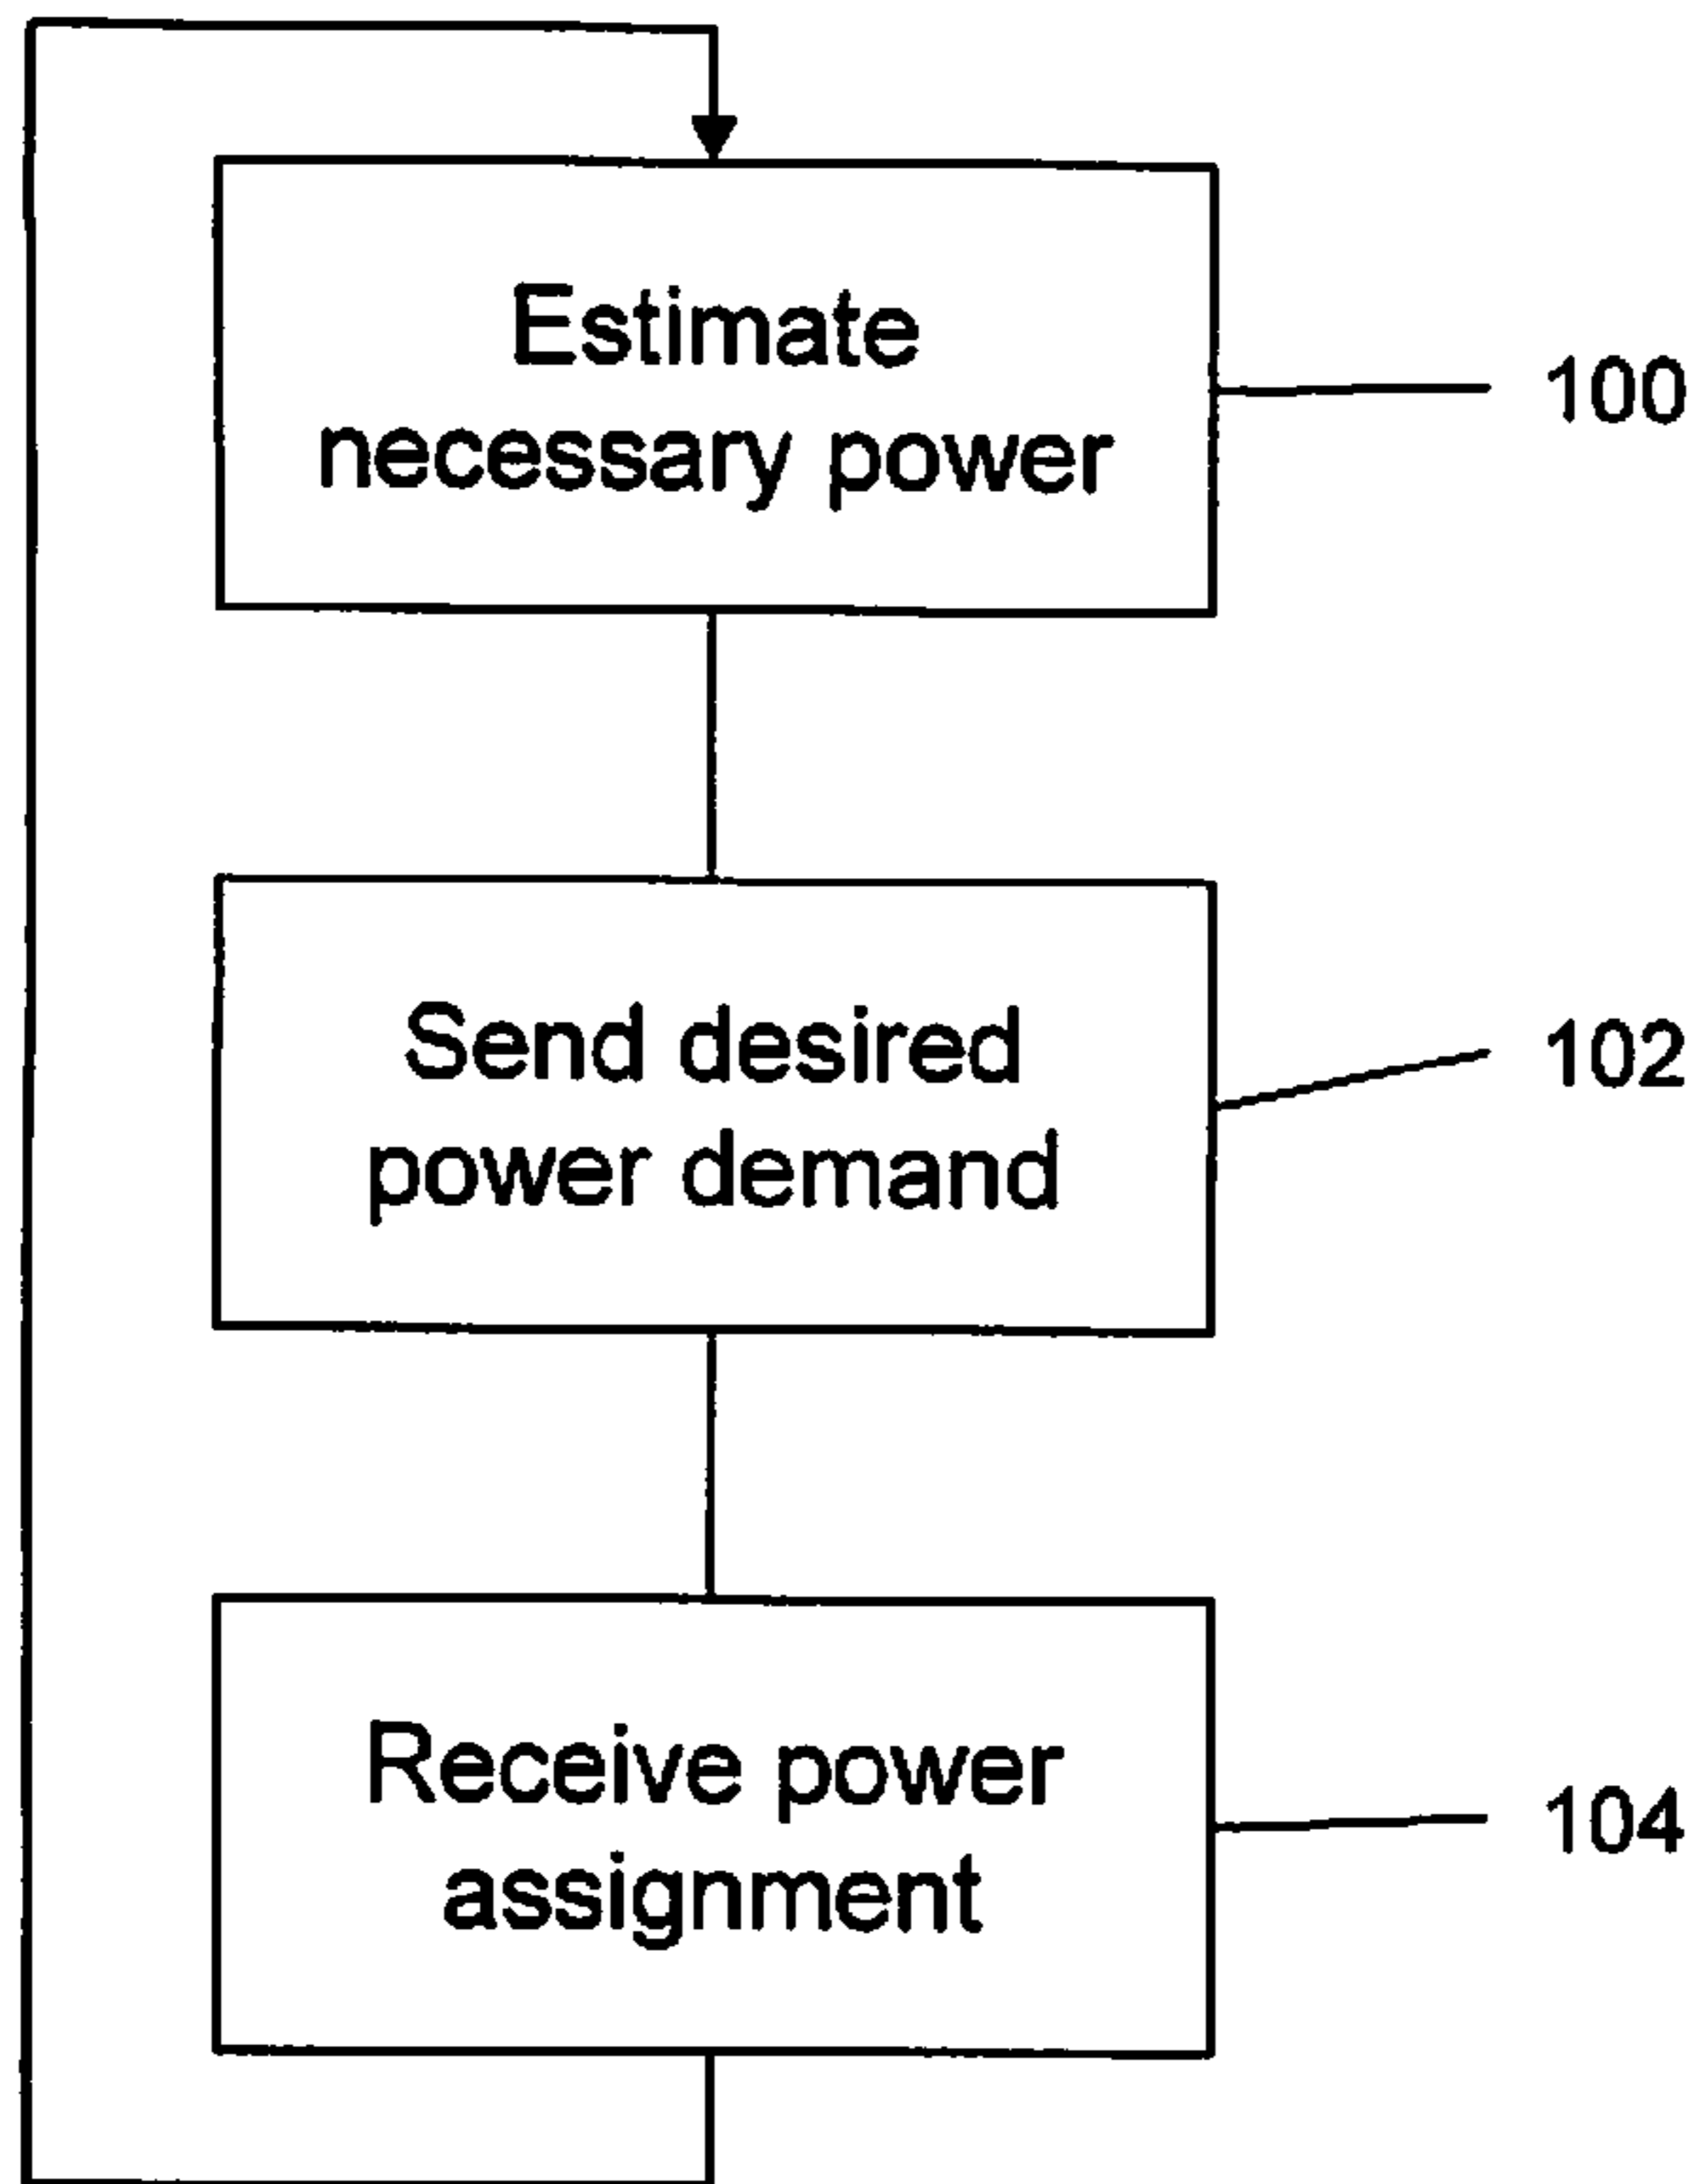 Estimate
necessary power
100
Send desired
power demand
102
Receive power
assignment
104